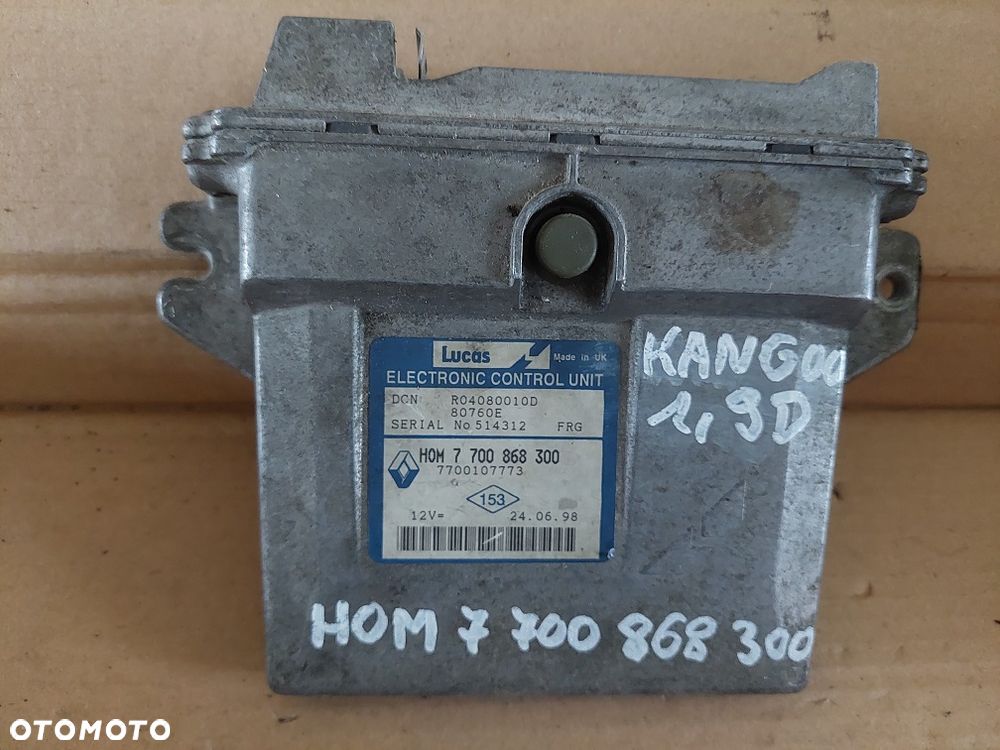 Lucas Made in UK
ELECTRONIC CONTROL UNIT
DCN R04080010D
80760E
SERIAL No 514312 FRG
HOM 7 700 868 300
7700107773
153
12V= 24.06.98
KANGOO
1,9D
HOM 7 700 868 300
OTOMOTO